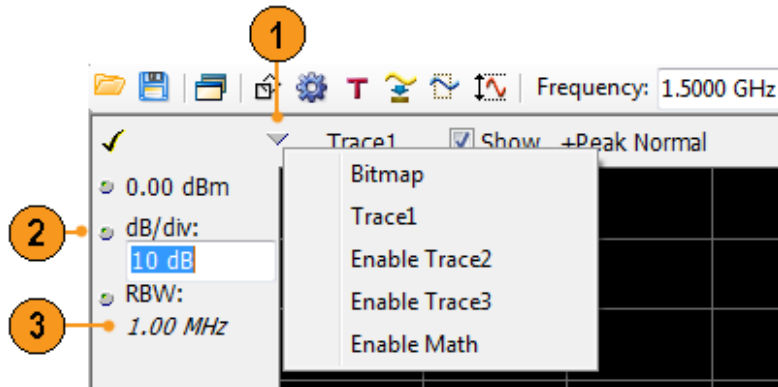 1
T Frequency: 1.5000 GHz
Trace1 Show +Peak Normal
0.00 dBm
Bitmap
Trace1
Enable Trace2
Enable Trace3
Enable Math
2
dB/div:
10 dB
RBW:
3
1.00 MHz